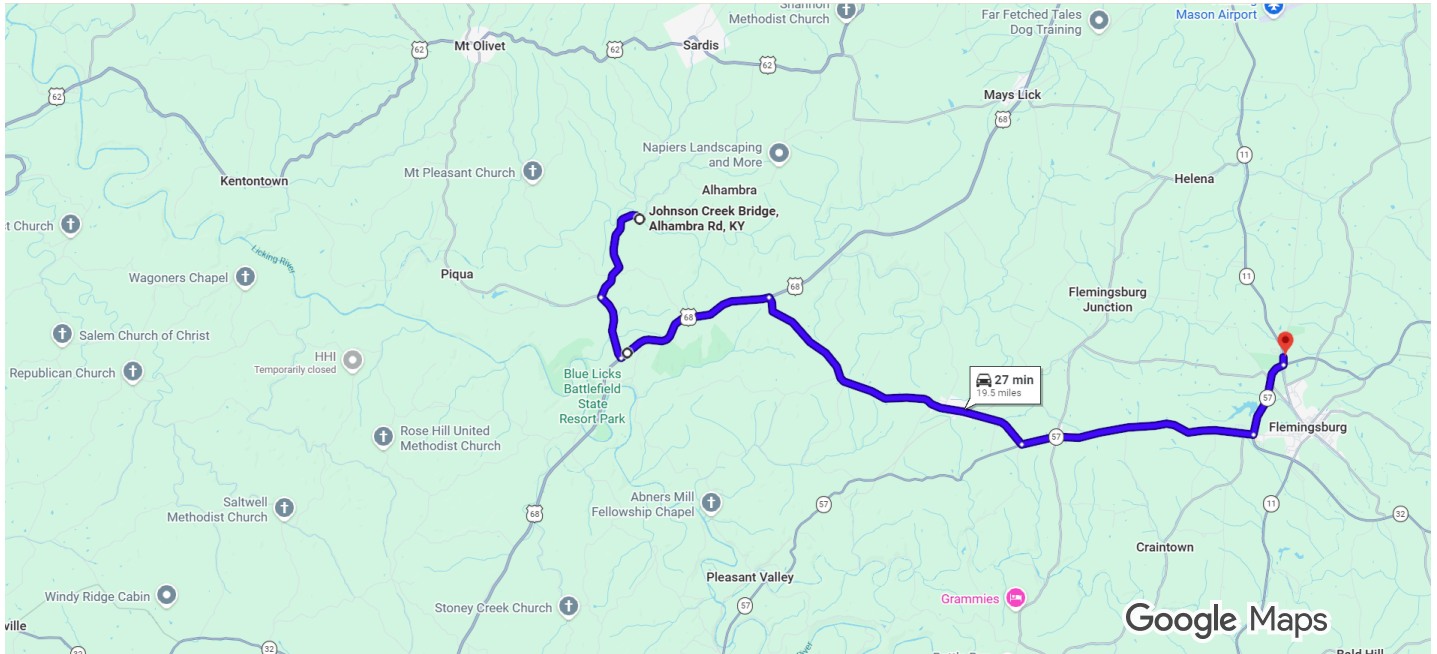 Shannon
Methodist Church
Far Fetched Tales
Dog Training
Mason Airport
62
Mt Olivet
62
Sardis
62
62
Mays Lick
68
11
Napiers Landscaping
and More
Mt Pleasant Church
Kentontown
Alhambra
Helena
Johnson Creek Bridge,
Alhambra Rd, KY
t Church
Licking River
Wagoners Chapel
Piqua
68
11
Flemingsburg
Junction
68
Salem Church of Christ
HHI
Temporarily closed
Republican Church
Blue Licks
Battlefield
State
Resort Park
27 min
19.5 miles
57
Rose Hill United
Methodist Church
57
Flemingsburg
Saltwell
Methodist Church
68
Abners Mill
Fellowship Chapel
57
11
32
Craintown
Pleasant Valley
Windy Ridge Cabin
Stoney Creek Church
57
Grammies
Google Maps
ville
32
32
Bald Hill